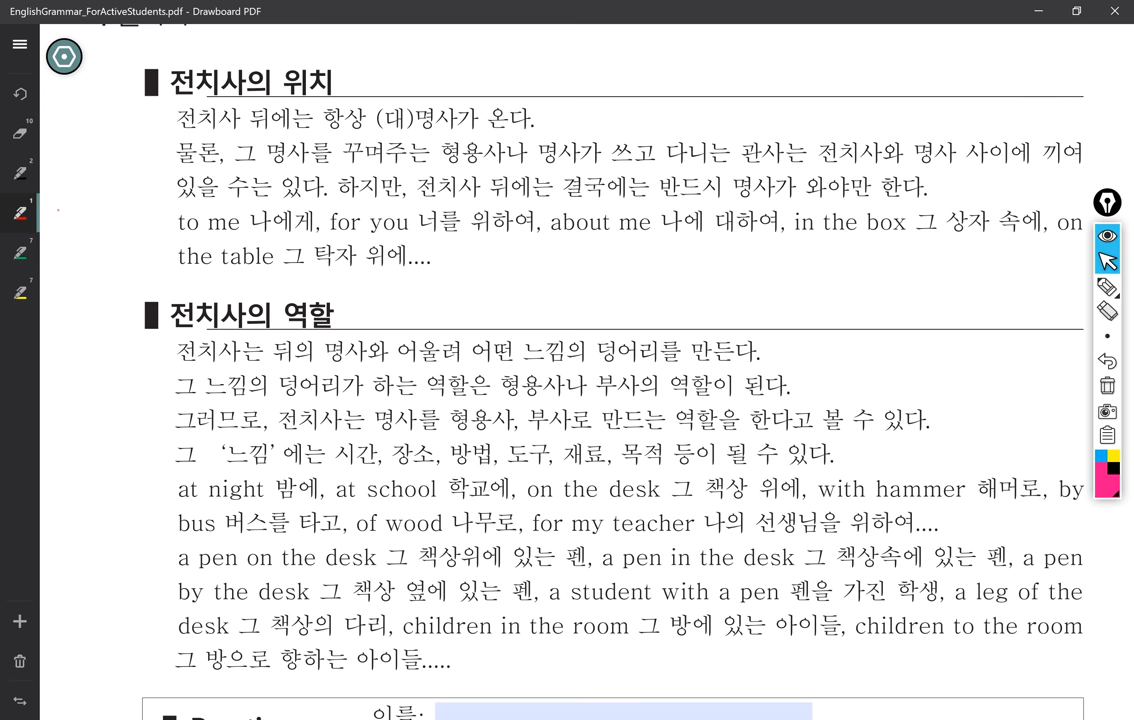 EnglishGrammar_ForActiveStudents.pdf - Drawboard PDF
10
2
1
7
7
전치사의 위치
전치사 뒤에는 항상 (대)명사가 온다.
물론, 그 명사를 꾸며주는 형용사나 명사가 쓰고 다니는 관사는 전치사와 명사 사이에 끼여
있을 수는 있다. 하지만, 전치사 뒤에는 결국에는 반드시 명사가 와야만 한다.
to me 나에게, for you 너를 위하여, about me 나에 대하여, in the box 그 상자 속에, on
the table 그 탁자 위에....
전치사의 역할
전치사는 뒤의 명사와 어울려 어떤 느낌의 덩어리를 만든다.
그 느낌의 덩어리가 하는 역할은 형용사나 부사의 역할이 된다.
그러므로, 전치사는 명사를 형용사, 부사로 만드는 역할을 한다고 볼 수 있다.
그 ‘느낌’에는 시간, 장소, 방법, 도구, 재료, 목적 등이 될 수 있다.
at night 밤에, at school 학교에, on the desk 그 책상 위에, with hammer 해머로, by
bus 버스를 타고, of wood 나무로, for my teacher 나의 선생님을 위하여....
a pen on the desk 그 책상위에 있는 펜, a pen in the desk 그 책상속에 있는 펜, a pen
by the desk 그 책상 옆에 있는 펜, a student with a pen 펜을 가진 학생, a leg of the
desk 그 책상의 다리, children in the room 그 방에 있는 아이들, children to the room
그 방으로 향하는 아이들.....
이름: